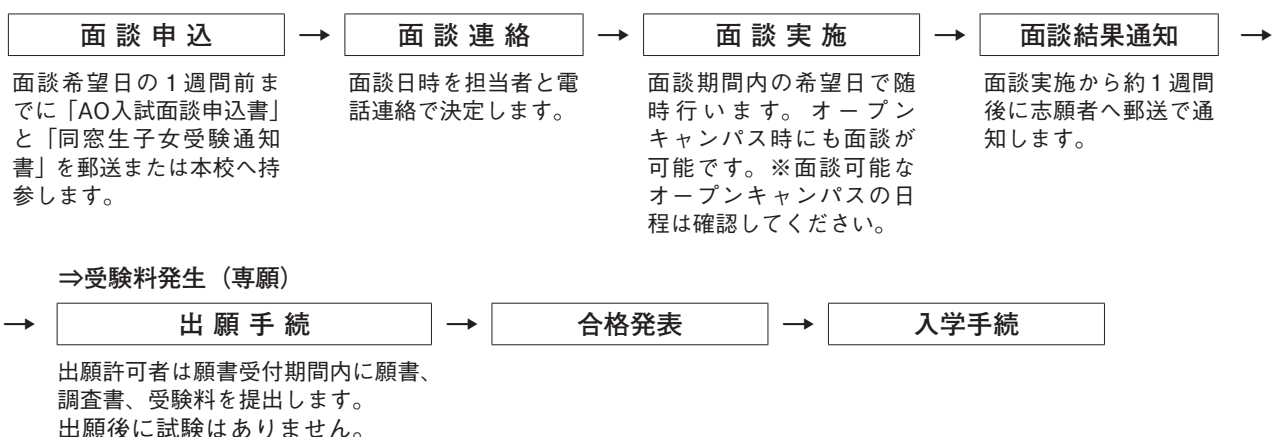 面談申込 → 面談連絡 → 面談実施 → 面談結果通知 →
面談希望日の1週間前ま
でに「AO入試面談申込書」
と「同窓生子女受験通知
書」を郵送または本校へ持
参します。
面談日時を担当者と電
話連絡で決定します。
面談期間内の希望日で随
時行います。オープン
キャンパス時にも面談が
可能です。※面談可能な
オープンキャンパスの日
程は確認してください。
面談実施から約1週間
後に志願者へ郵送で通
知します。
⇒受験料発生（専願）
→ 出願手続 → 合格発表 → 入学手続
出願許可者は願書受付期間内に願書、
調査書、受験料を提出します。
出願後に試験はありません。